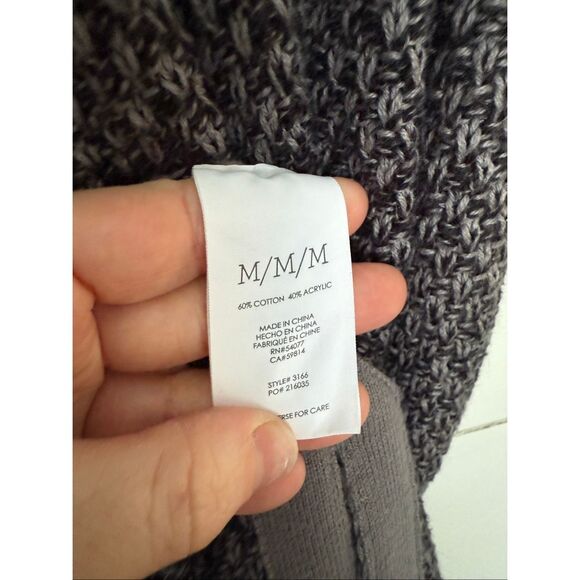 M/M/M
60% COTTON 40% ACRYLIC
MADE IN CHINA
HECHO EN CHINA
FABRIQUÉ EN CHINE
RN#54077
CA#59814
STYLE# 3166
PO# 216035
FOR CARE